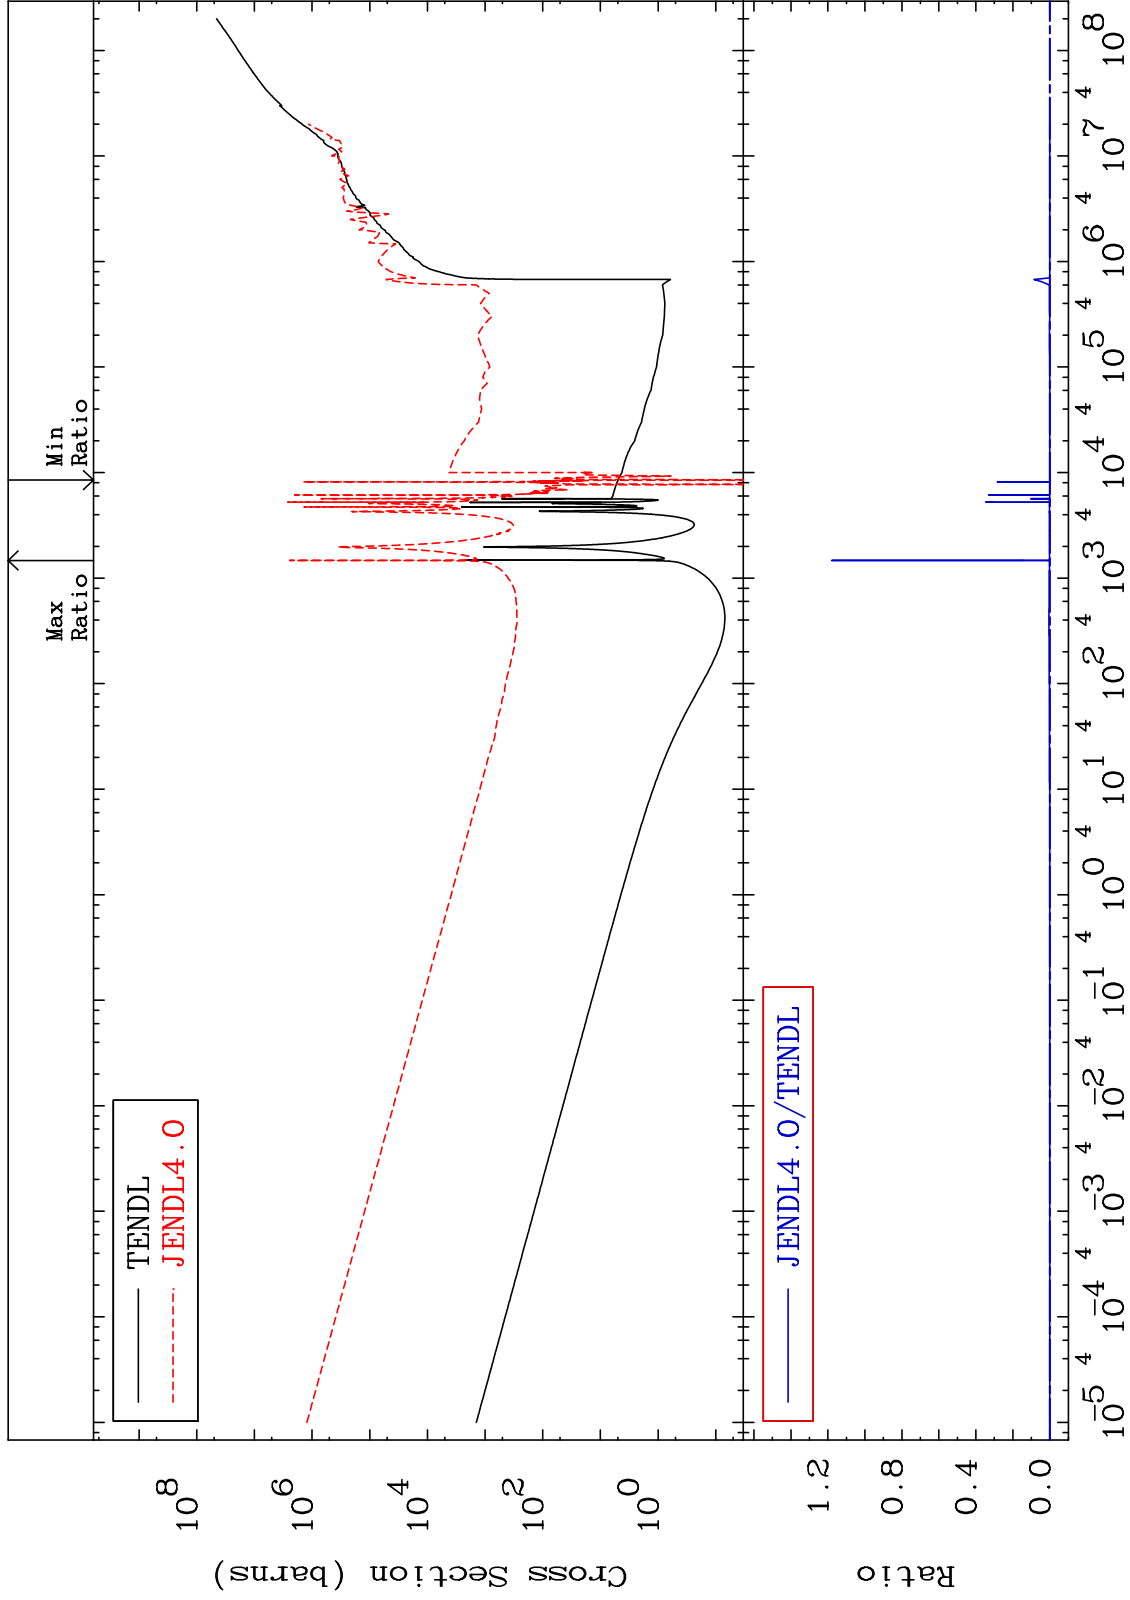 Max
Ratio
Min
Ratio
TENDL
JENDL4.0
Cross Section (barns)
10^8
10^6
10^4
10^2
10^0
JENDL4.0/TENDL
Ratio
1.2
0.8
0.4
0.0
10^-5 4 10^-4 4 10^-3 4 10^-2 4 10^-1 4 10^0 4 10^1 4 10^2 4 10^3 4 10^4 4 10^5 4 10^6 4 10^7 4 10^8